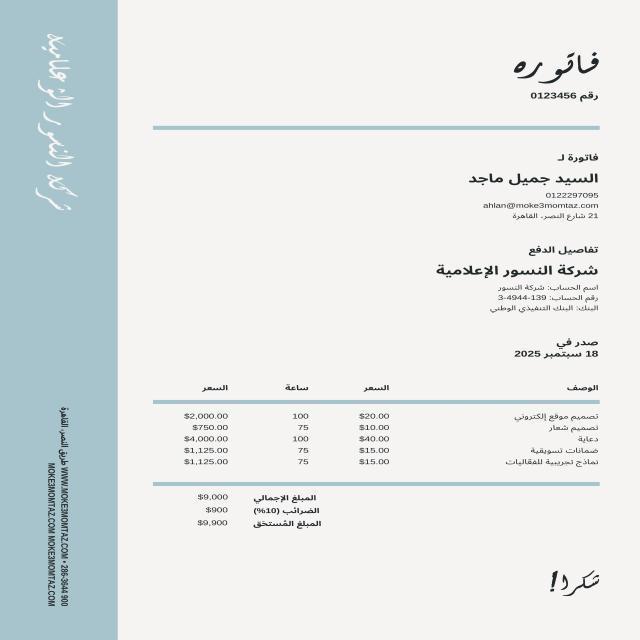 فاتوره
رقم 0123456
فاتورة لـ
السيد جميل ماجد
0122297095
ahlan@moke3momtaz.com
21 شارع النصر، القاهرة
تفاصيل الدفع
شركة النسور الإعلامية
اسم الحساب: شركة النسور
رقم الحساب: 139-4944-3
البنك: البنك التنفيذي الوطني
صدر في
18 سبتمبر 2025
الوصف السعر ساعة السعر
تصميم موقع إلكتروني $20.00 100 $2,000.00
تصميم شعار $10.00 75 $750.00
دعاية $40.00 100 $4,000.00
ضمانات تسويقية $15.00 75 $1,125.00
نماذج تجريبية للفعّاليات $15.00 75 $1,125.00
المبلغ الإجمالي $9,000
الضرائب (10%) $900
المبلغ المُستحَق $9,900
شكرا!
شركة النسور الإعلامية
طريق النصر، القاهرة WWW.MOKE3MOMTAZ.COM • 286-3644 900
MOKE3MOMTAZ.COM MOKE3MOMTAZ.COM